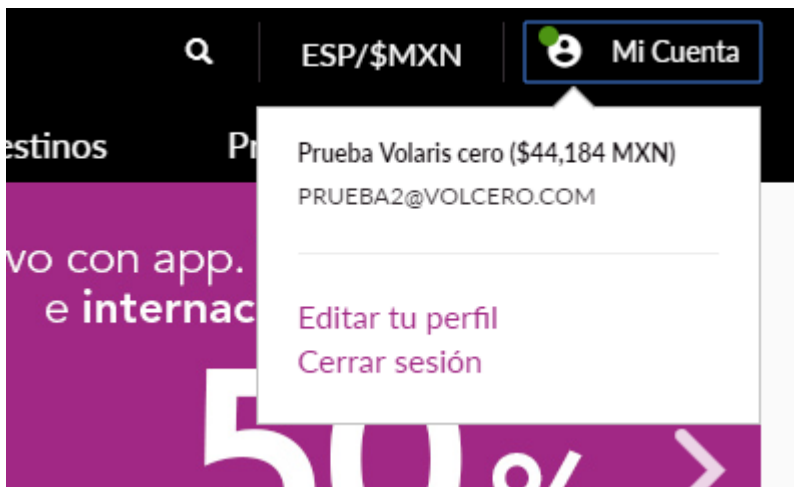 ESP/$MXN
Mi Cuenta
Prueba Volaris cero ($44,184 MXN)
PRUEBA2@VOLCERO.COM
Editar tu perfil
Cerrar sesión
estinos
vo con app.
e internac
50%